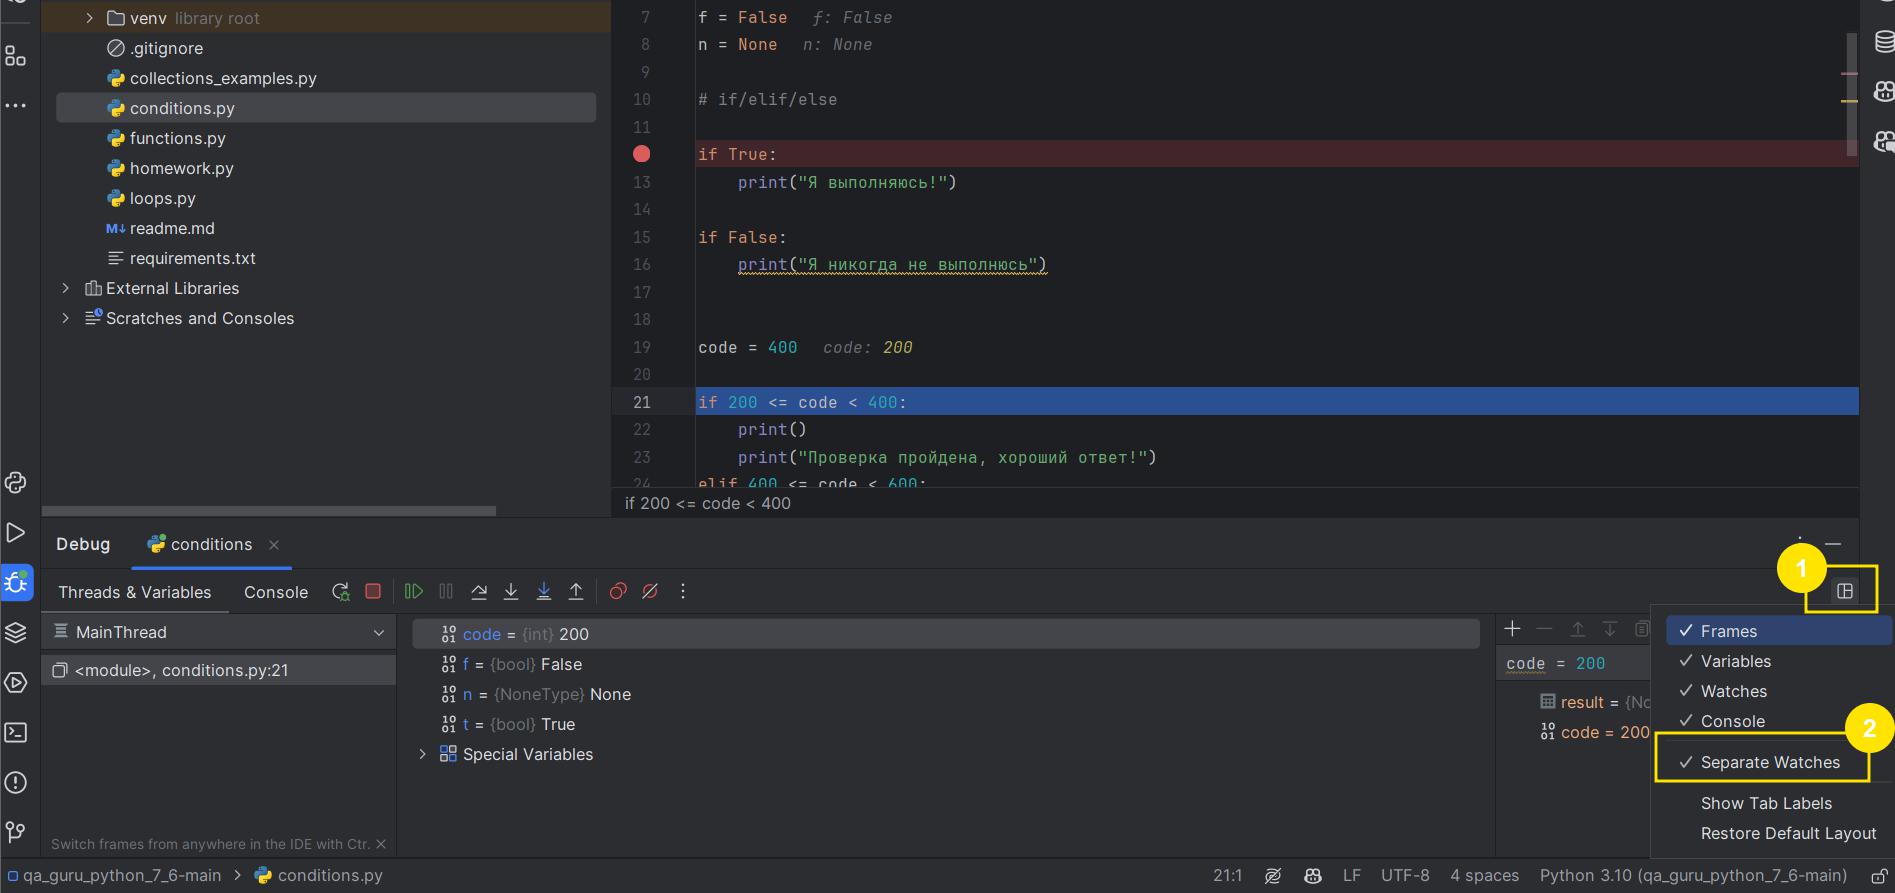 venv library root
.gitignore
collections_examples.py
conditions.py
functions.py
homework.py
loops.py
readme.md
requirements.txt
External Libraries
Scratches and Consoles
7 f = False f: False
8 n = None n: None
9
10 # if/elif/else
11
if True:
13 print("Я выполняюсь!")
14
15 if False:
16 print("Я никогда не выполнюсь")
17
18
19 code = 400 code: 200
20
21 if 200 <= code < 400:
22 print()
23 print("Проверка пройдена, хороший ответ!")
24 elif 400 <= code < 600:
if 200 <= code < 400
Debug conditions
Threads & Variables Console
1
MainThread
<module>, conditions.py:21
code = {int} 200
f = {bool} False
n = {NoneType} None
t = {bool} True
Special Variables
code = 200
result = {No
code = 200
Frames
Variables
Watches
Console
2
Separate Watches
Show Tab Labels
Restore Default Layout
Switch frames from anywhere in the IDE with Ctr.
qa_guru_python_7_6-main > conditions.py 21:1 LF UTF-8 4 spaces Python 3.10 (qa_guru_python_7_6-main)